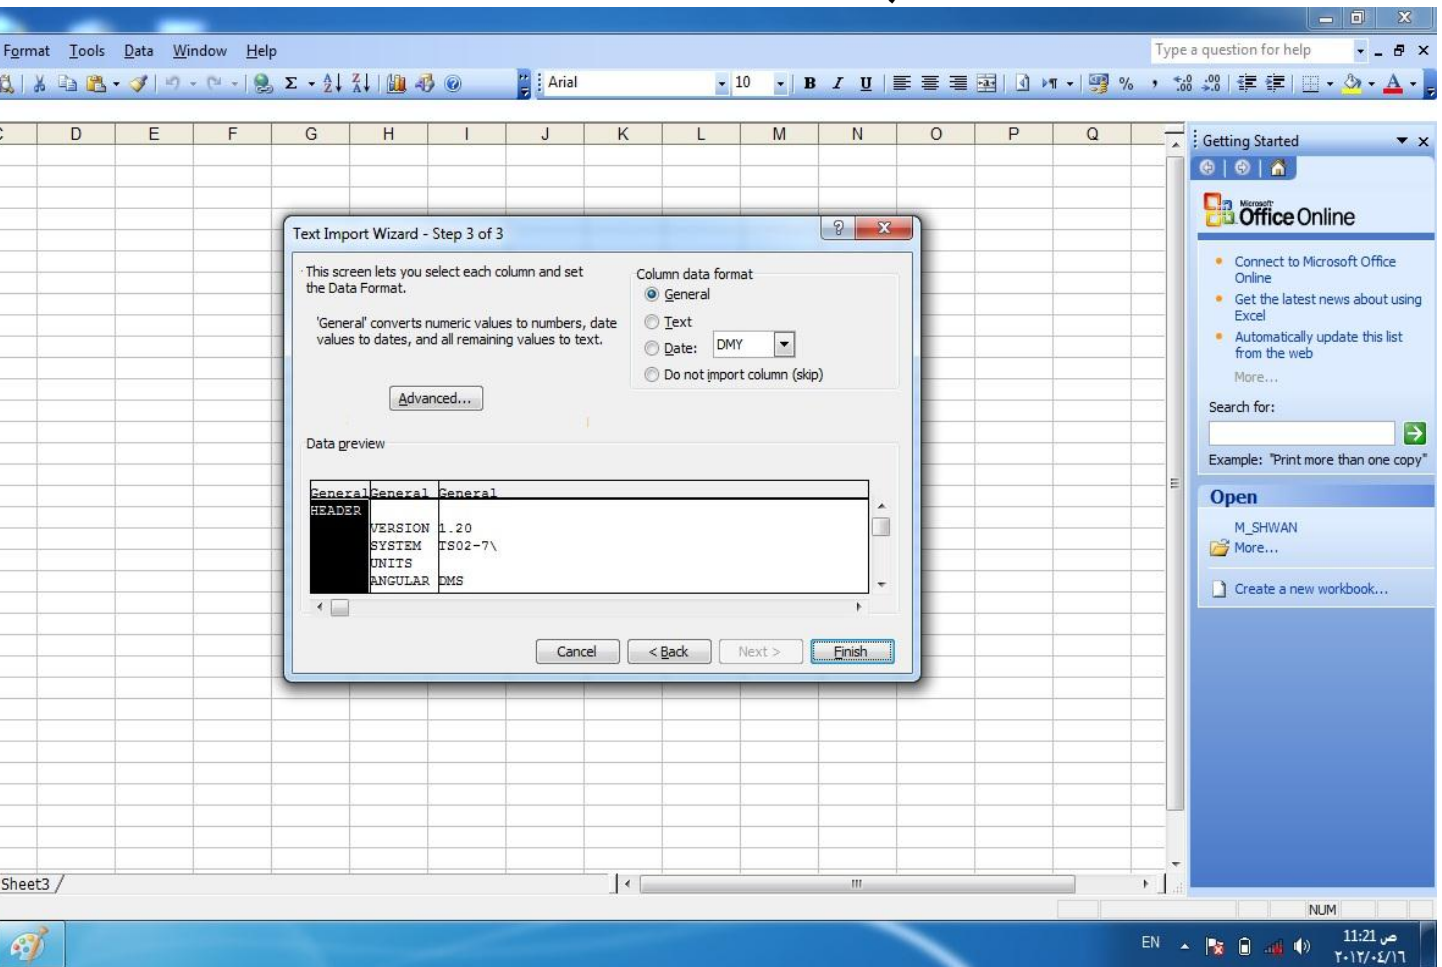 Format Tools Data Window Help Type a question for help
Arial 10 B I U %
D E F G H I J K L M N O P Q
Getting Started
Microsoft
Office Online
Connect to Microsoft Office
Online
Get the latest news about using
Excel
Automatically update this list
from the web
More...
Search for:
Example: "Print more than one copy"
Open
M_SHWAN
More...
Create a new workbook...
Text Import Wizard - Step 3 of 3
This screen lets you select each column and set
the Data Format.
'General' converts numeric values to numbers, date
values to dates, and all remaining values to text.
Advanced...
Column data format
General
Text
Date: DMY
Do not import column (skip)
Data preview
General General General
HEADER
VERSION 1.20
SYSTEM TS02-7\
UNITS
ANGULAR DMS
Cancel < Back Next > Finish
Sheet3
NUM
EN 11:21 ص
٢٠١٢/٠٤/١٦